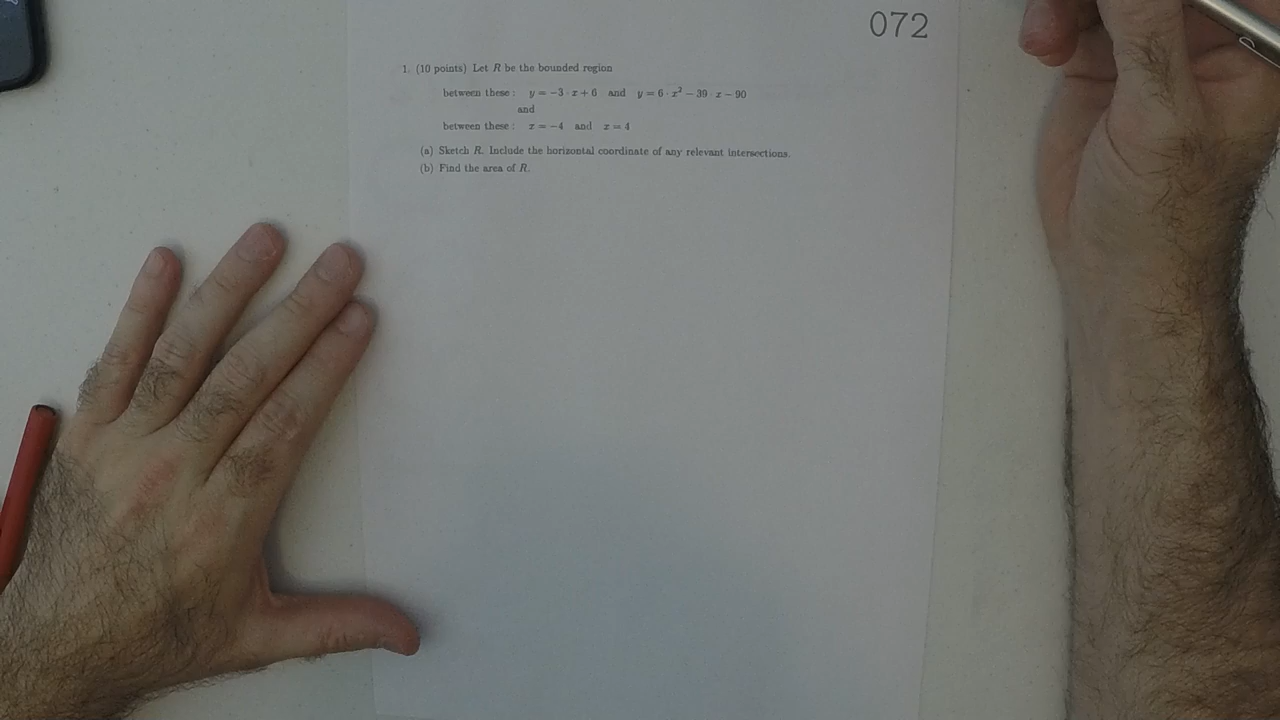 072
1. (10 points) Let R be the bounded region
between these : y = −3 · x + 6 and y = 6 · x² − 39 · x − 90
and
between these : x = −4 and x = 4
(a) Sketch R. Include the horizontal coordinate of any relevant intersections.
(b) Find the area of R.